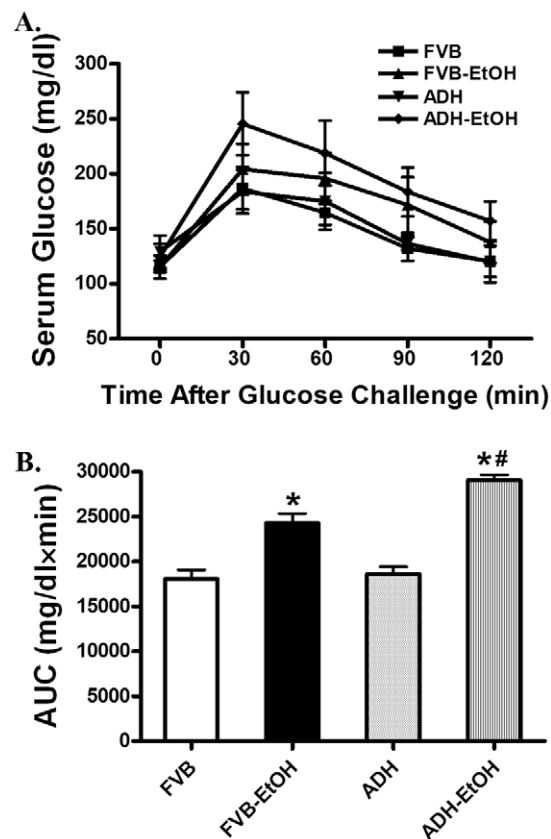 A.
FVB
FVB-EtOH
ADH
ADH-EtOH
Serum Glucose (mg/dl)
300
250
200
150
100
50
0 30 60 90 120
Time After Glucose Challenge (min)
B.
AUC (mg/dl×min)
30000
25000
20000
15000
10000
5000
0
*
*#
FVB FVB-EtOH ADH ADH-EtOH